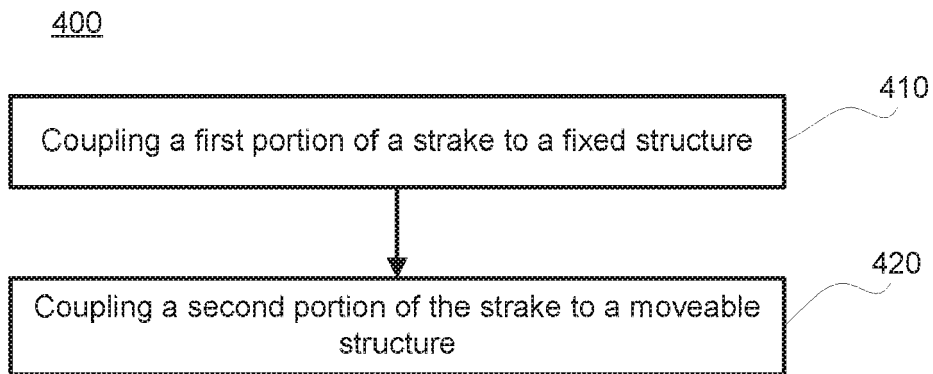 400
410
Coupling a first portion of a strake to a fixed structure
420
Coupling a second portion of the strake to a moveable
structure